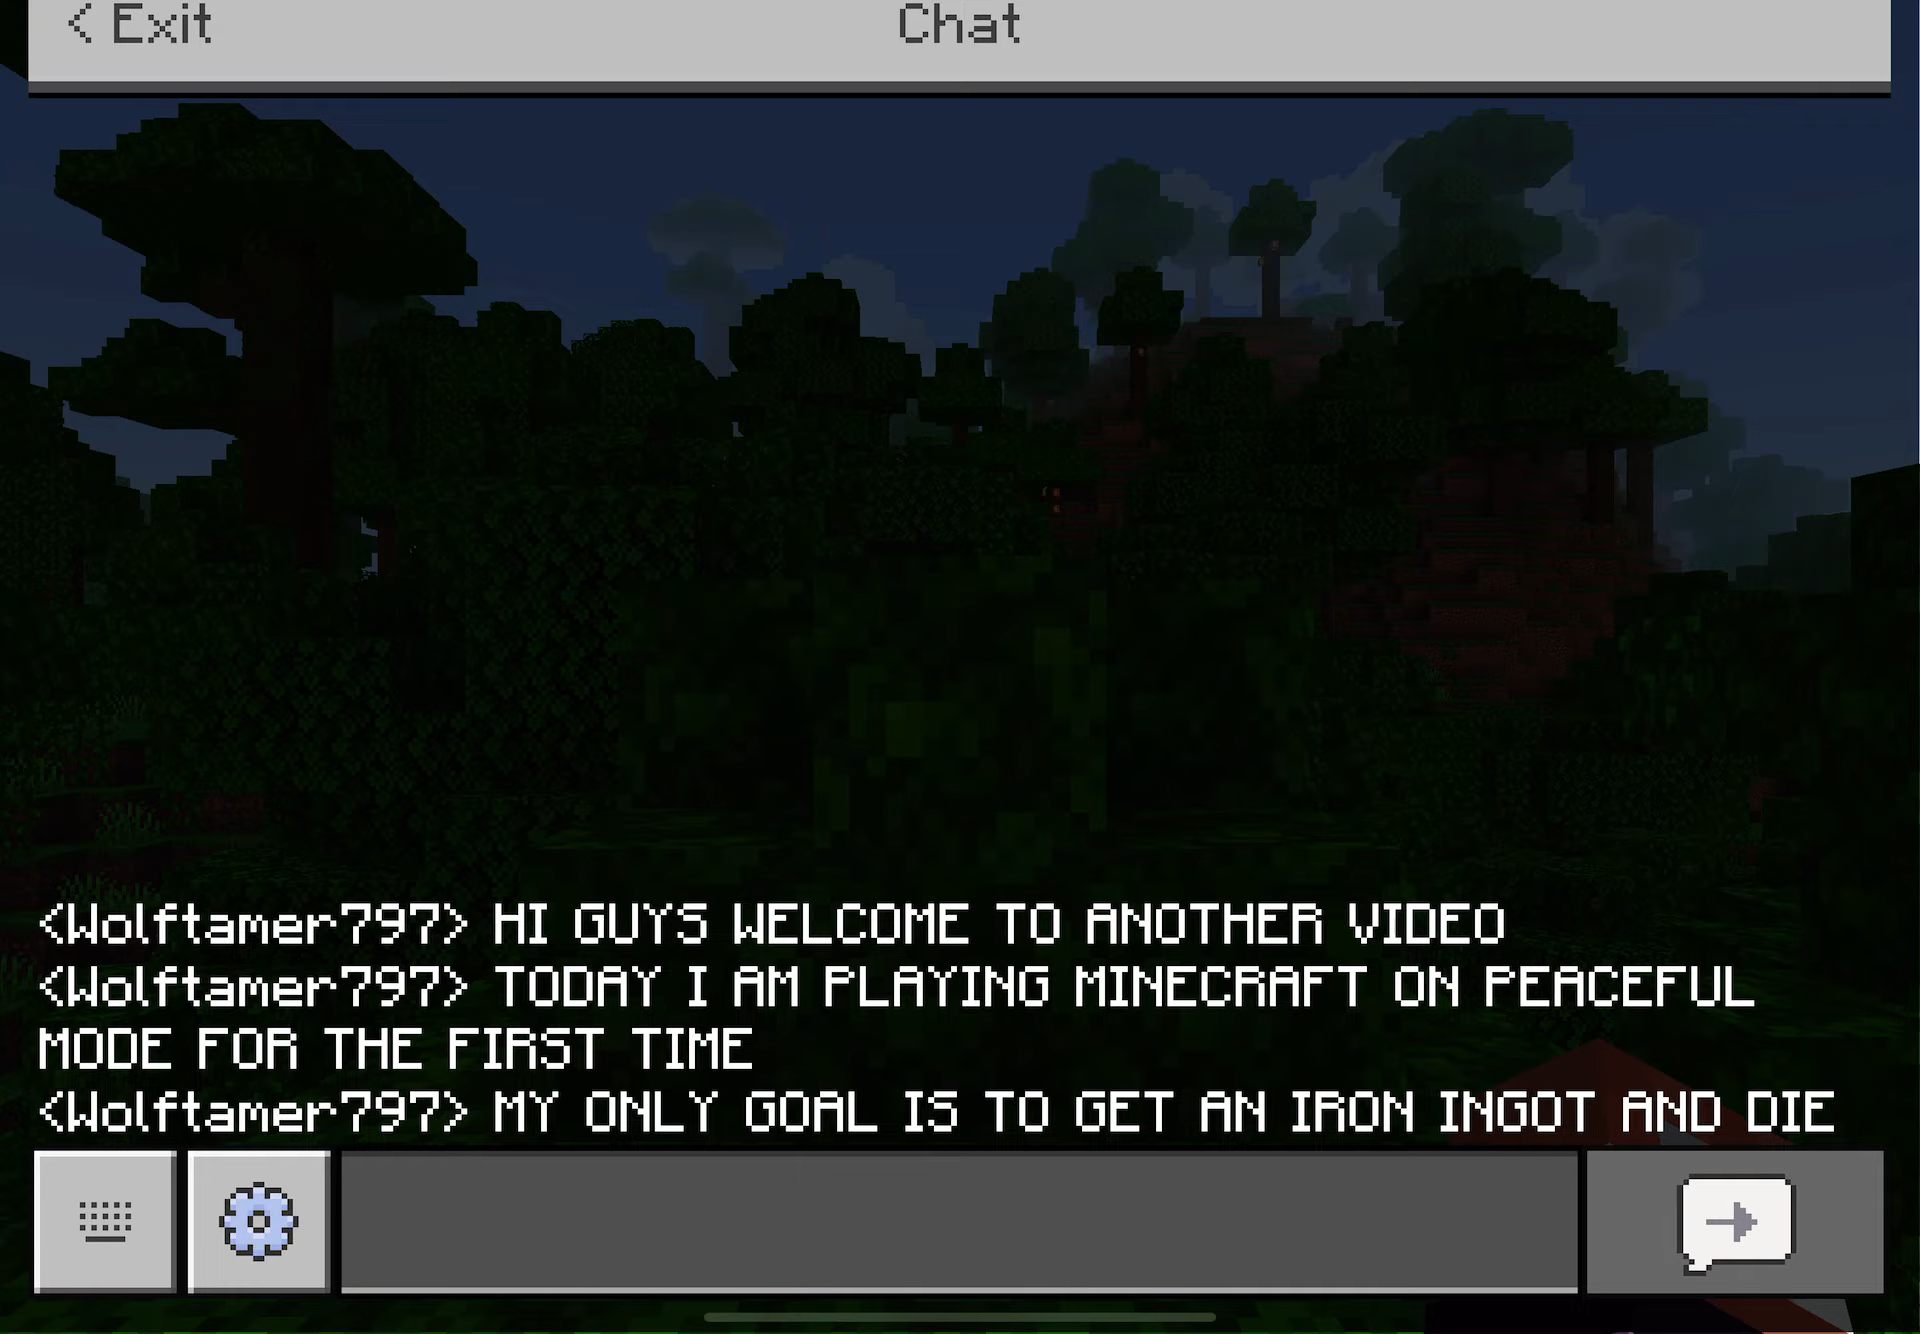 < Exit
Chat
<Wolftamer797> HI GUYS WELCOME TO ANOTHER VIDEO
<Wolftamer797> TODAY I AM PLAYING MINECRAFT ON PEACEFUL
MODE FOR THE FIRST TIME
<Wolftamer797> MY ONLY GOAL IS TO GET AN IRON INGOT AND DIE